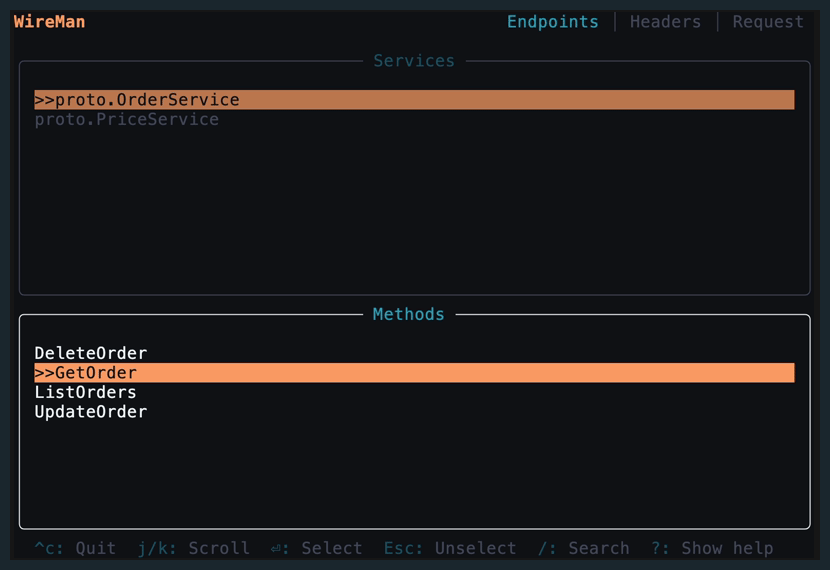 WireMan Endpoints | Headers | Request
Services
>>proto.OrderService
proto.PriceService
Methods
DeleteOrder
>>GetOrder
ListOrders
UpdateOrder
^c: Quit j/k: Scroll ⏎: Select Esc: Unselect /: Search ?: Show help